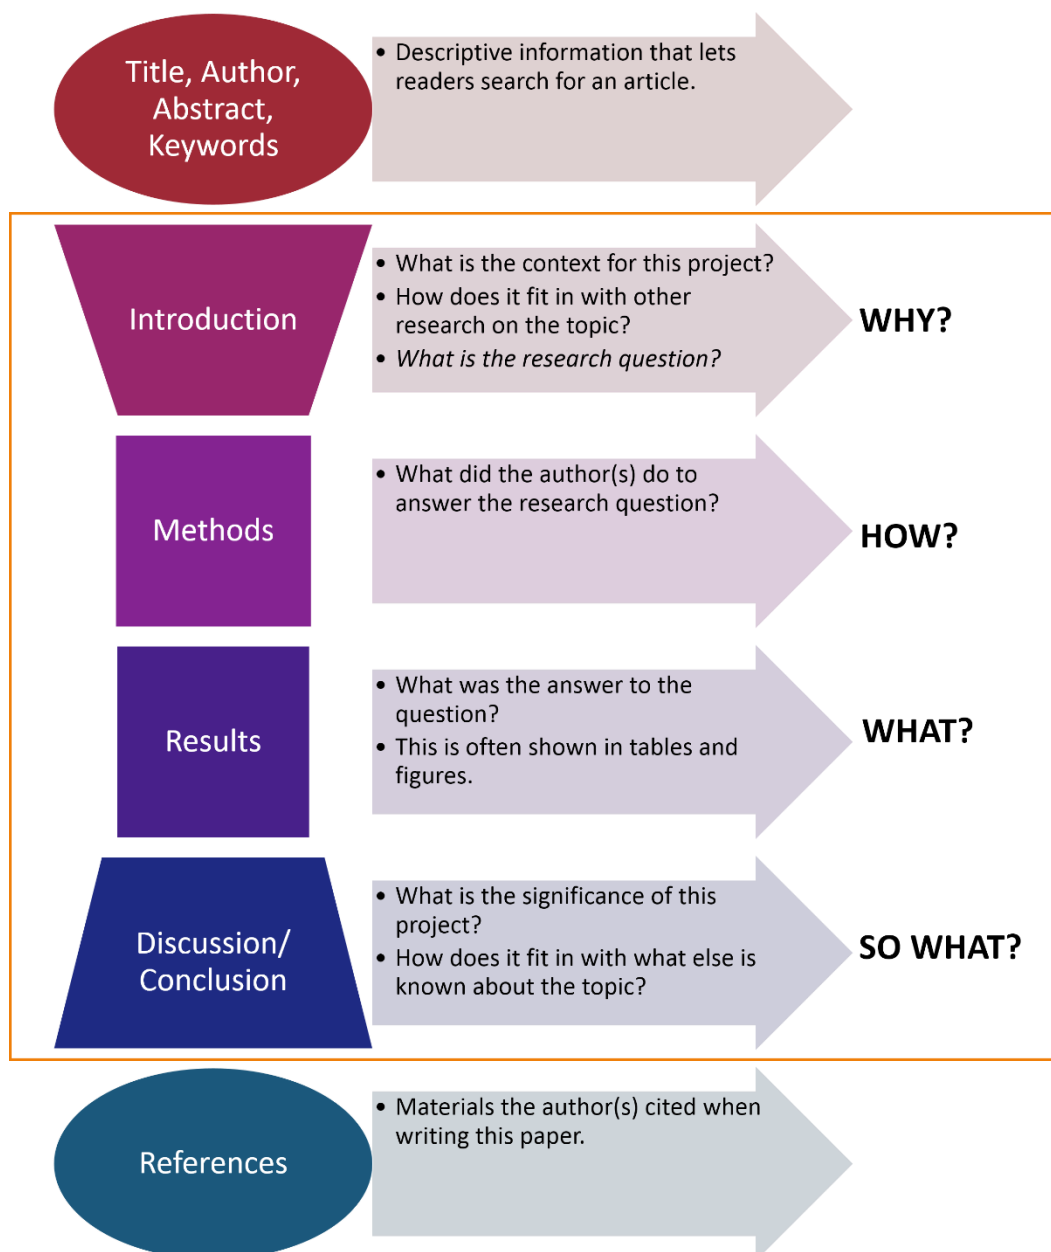 Title, Author,
Abstract,
Keywords
• Descriptive information that lets
readers search for an article.
Introduction
• What is the context for this project?
• How does it fit in with other
research on the topic?
• What is the research question?
WHY?
Methods
• What did the author(s) do to
answer the research question?
HOW?
Results
• What was the answer to the
question?
• This is often shown in tables and
figures.
WHAT?
Discussion/
Conclusion
• What is the significance of this
project?
• How does it fit in with what else is
known about the topic?
SO WHAT?
References
• Materials the author(s) cited when
writing this paper.